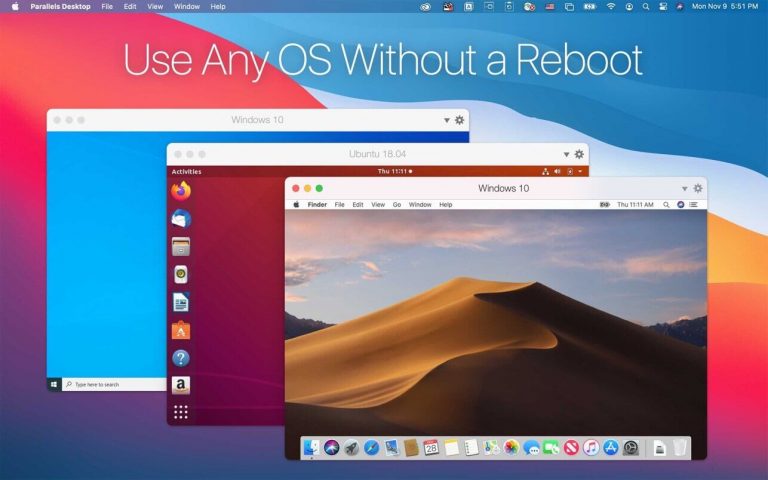 Parallels Desktop File Edit View Window Help Mon Nov 9 5:51 PM
Use Any OS Without a Reboot
Windows 10
Ubuntu 18.04
Activities Thu 11:11
Windows 10
Finder File Edit View Go Window Help Thu 11:11 AM
Type here to search